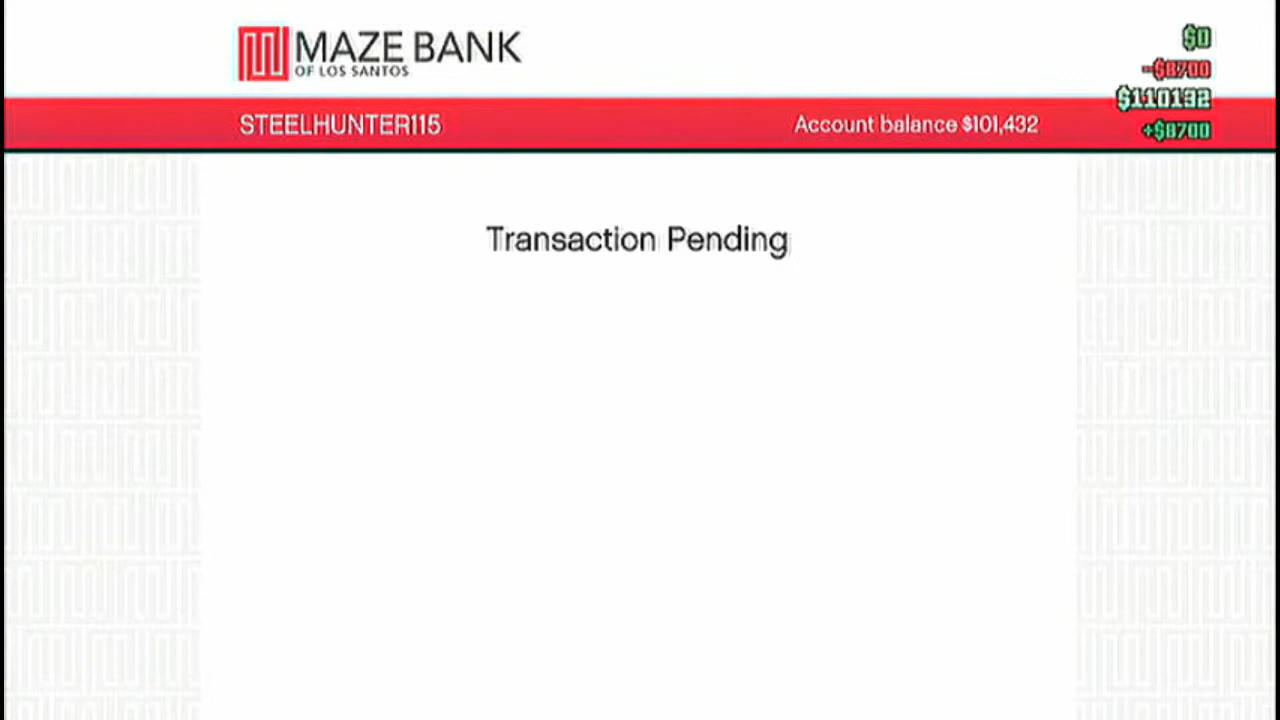 MAZE BANK
OF LOS SANTOS
$0
-$8700
$110132
+$8700
STEELHUNTER115
Account balance $101,432
Transaction Pending